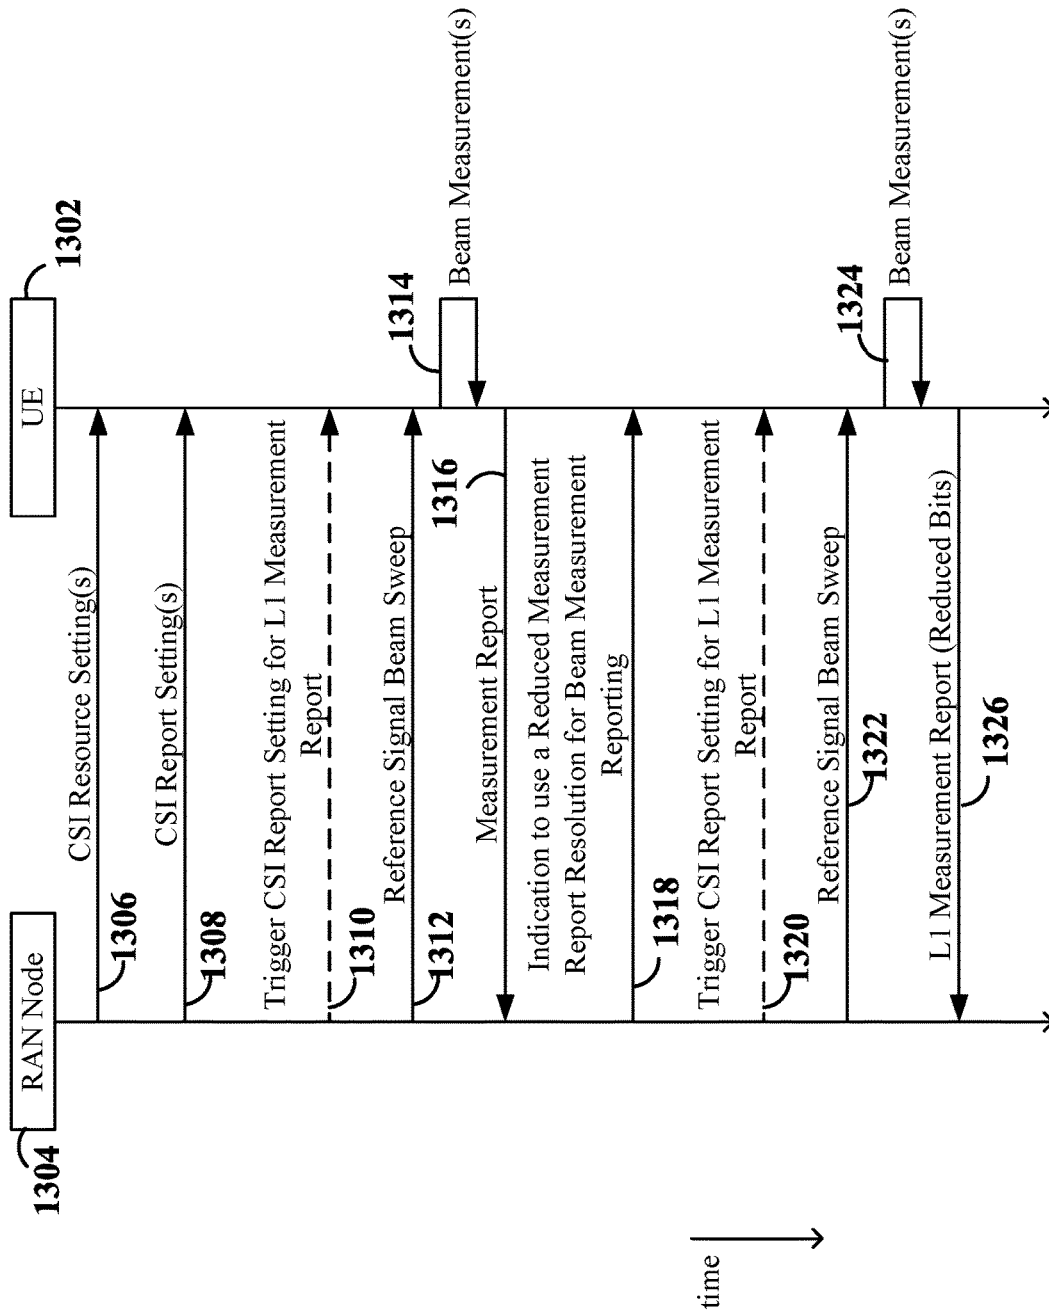 UE
1302
RAN Node
1304
CSI Resource Setting(s)
1306
CSI Report Setting(s)
1308
Trigger CSI Report Setting for L1 Measurement
Report
1310
Reference Signal Beam Sweep
1312
1314
Beam Measurement(s)
Measurement Report
1316
Indication to use a Reduced Measurement
Report Resolution for Beam Measurement
Reporting
1318
Trigger CSI Report Setting for L1 Measurement
Report
1320
Reference Signal Beam Sweep
1322
1324
Beam Measurement(s)
L1 Measurement Report (Reduced Bits)
1326
time